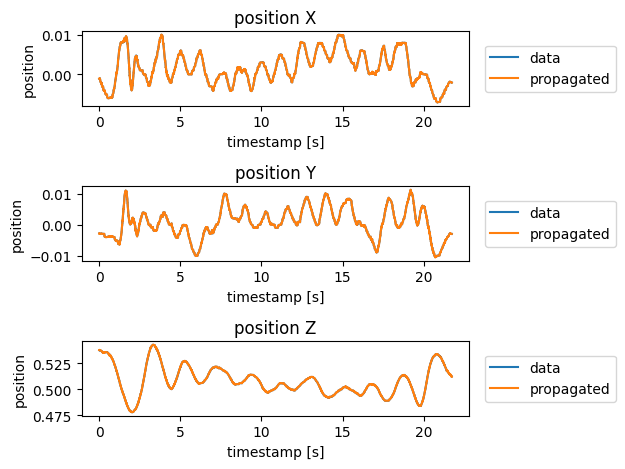 position X
position
0.01
0.00
0
5
10
15
20
timestamp [s]
data
propagated
position Y
position
0.01
0.00
−0.01
0
5
10
15
20
timestamp [s]
data
propagated
position Z
position
0.525
0.500
0.475
0
5
10
15
20
timestamp [s]
data
propagated